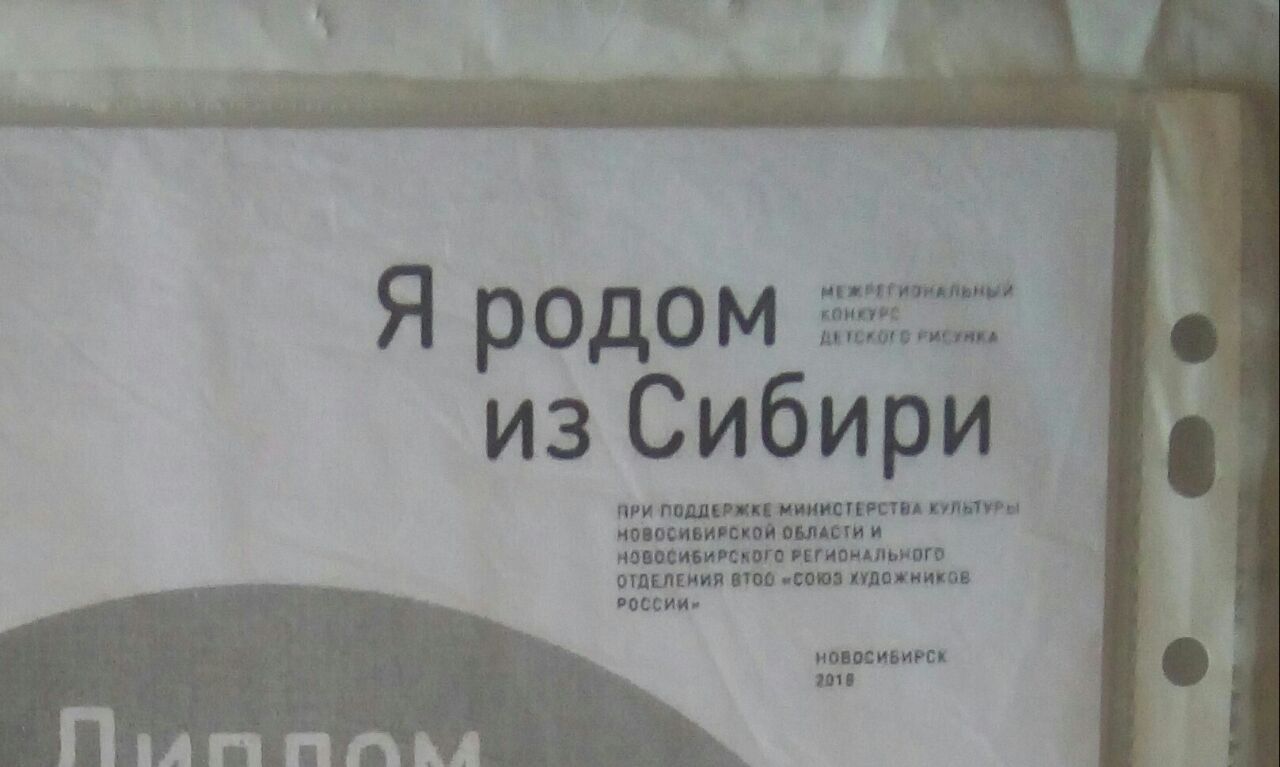 Я родом
из Сибири
МЕЖРЕГИОНАЛЬНЫЙ
КОНКУРС
ДЕТСКОГО РИСУНКА
ПРИ ПОДДЕРЖКЕ МИНИСТЕРСТВА КУЛЬТУРЫ
НОВОСИБИРСКОЙ ОБЛАСТИ И
НОВОСИБИРСКОГО РЕГИОНАЛЬНОГО
ОТДЕЛЕНИЯ ВТОО «СОЮЗ ХУДОЖНИКОВ
РОССИИ»
НОВОСИБИРСК
2018
Диплом